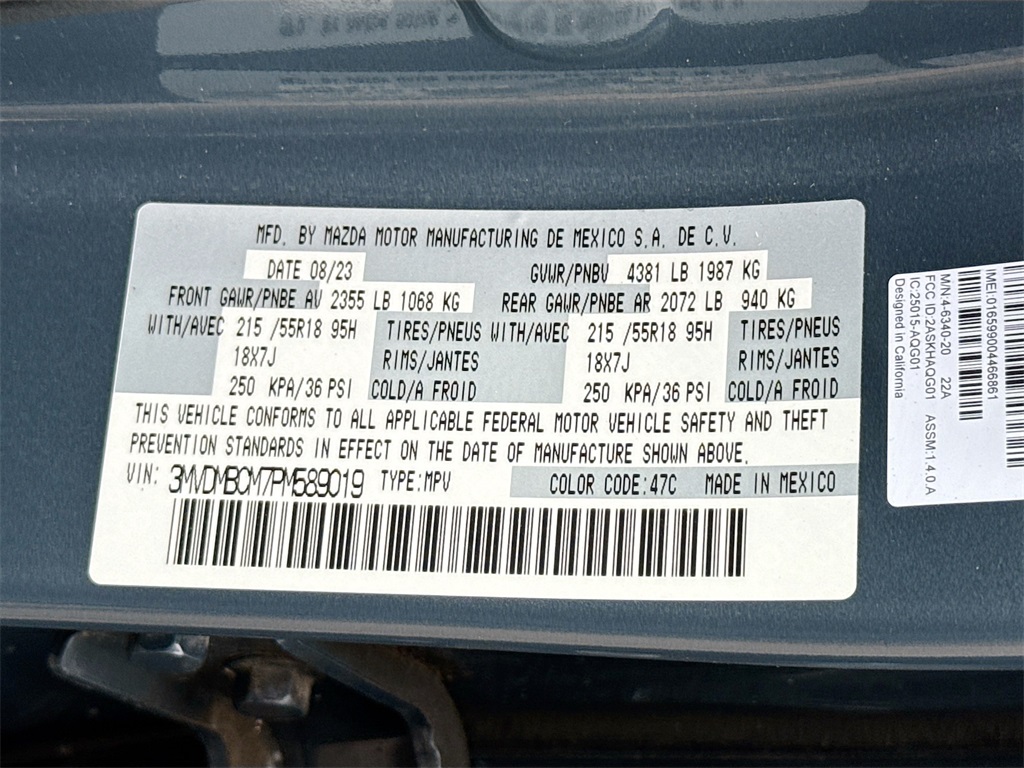 MFD. BY MAZDA MOTOR MANUFACTURING DE MEXICO S.A. DE C.V.
DATE 08/23 GVWR/PNBV 4381 LB 1987 KG
FRONT GAWR/PNBE AV 2355 LB 1068 KG REAR GAWR/PNBE AR 2072 LB 940 KG
WITH/AVEC 215 /55R18 95H TIRES/PNEUS WITH/AVEC 215 /55R18 95H TIRES/PNEUS
18X7J RIMS/JANTES 18X7J RIMS/JANTES
250 KPA/36 PSI COLD/A FROID 250 KPA/36 PSI COLD/A FROID
THIS VEHICLE CONFORMS TO ALL APPLICABLE FEDERAL MOTOR VEHICLE SAFETY AND THEFT
PREVENTION STANDARDS IN EFFECT ON THE DATE OF MANUFACTURE SHOWN ABOVE.
VIN: 3MVDMBCM7PM589019 TYPE:MPV COLOR CODE:47C MADE IN MEXICO
IME:016599004466861
M/N:4-6340-20 22A
FCC ID:2ASKHAQG01 ASSM:1.4.0.A
IC:25015-AQG01
Designed in California